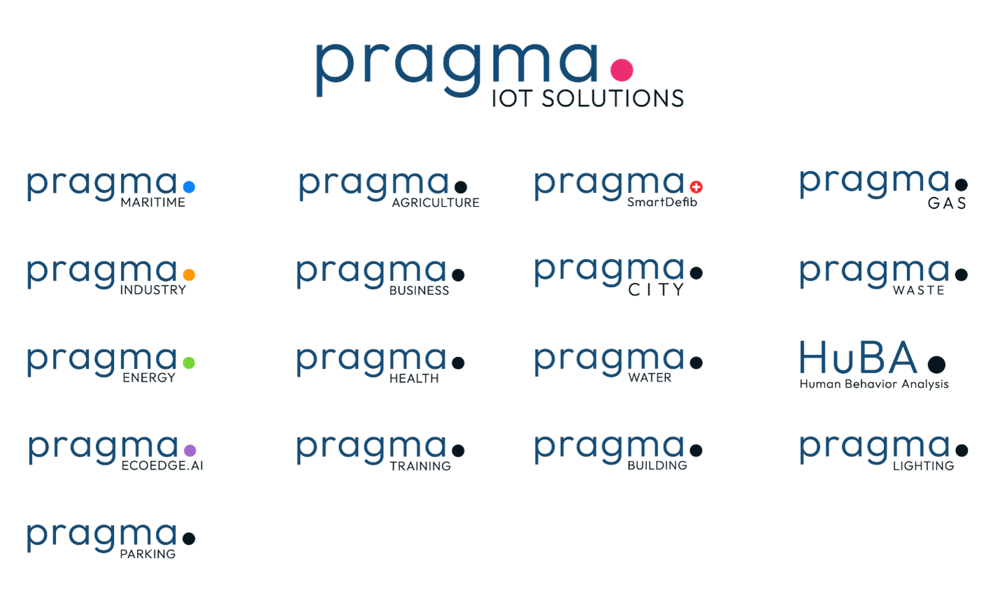 pragma.
IOT SOLUTIONS
pragma.
MARITIME
pragma.
AGRICULTURE
pragma.
SmartDefib
pragma.
GAS
pragma.
INDUSTRY
pragma.
BUSINESS
pragma.
CITY
pragma.
WASTE
pragma.
ENERGY
pragma.
HEALTH
pragma.
WATER
HuBA.
Human Behavior Analysis
pragma.
ECOEDGE.AI
pragma.
TRAINING
pragma.
BUILDING
pragma.
LIGHTING
pragma.
PARKING